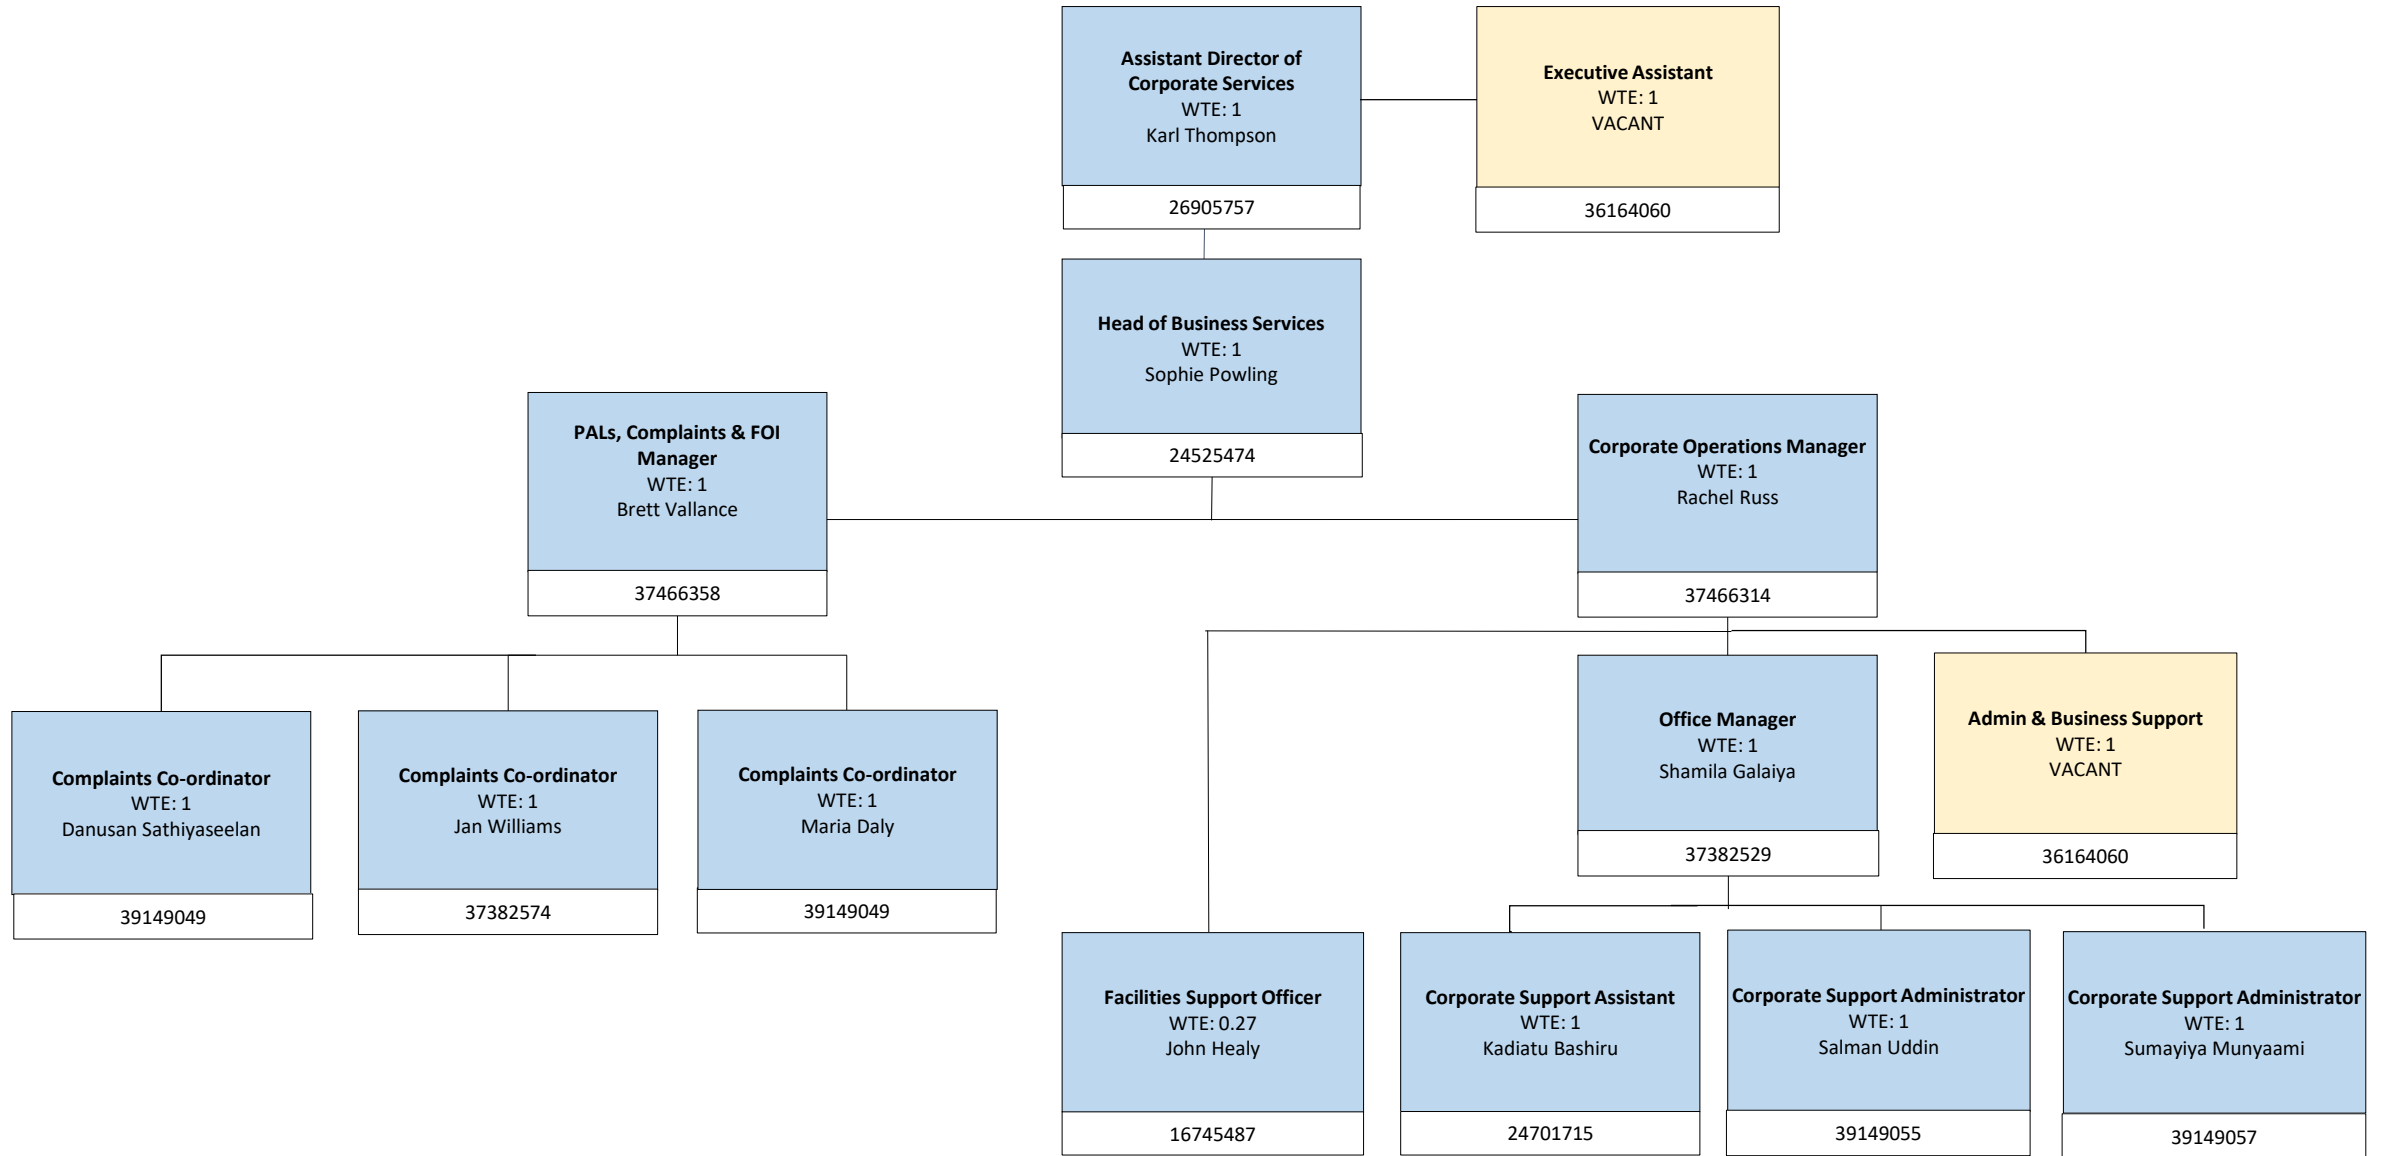 Assistant Director of
Corporate Services
WTE: 1
Karl Thompson
26905757
Executive Assistant
WTE: 1
VACANT
36164060
Head of Business Services
WTE: 1
Sophie Powling
24525474
PALs, Complaints & FOI
Manager
WTE: 1
Brett Vallance
37466358
Corporate Operations Manager
WTE: 1
Rachel Russ
37466314
Complaints Co-ordinator
WTE: 1
Danusan Sathiyaseelan
39149049
Complaints Co-ordinator
WTE: 1
Jan Williams
37382574
Complaints Co-ordinator
WTE: 1
Maria Daly
39149049
Office Manager
WTE: 1
Shamila Galaiya
37382529
Admin & Business Support
WTE: 1
VACANT
36164060
Facilities Support Officer
WTE: 0.27
John Healy
16745487
Corporate Support Assistant
WTE: 1
Kadiatu Bashiru
24701715
Corporate Support Administrator
WTE: 1
Salman Uddin
39149055
Corporate Support Administrator
WTE: 1
Sumayiya Munyaami
39149057